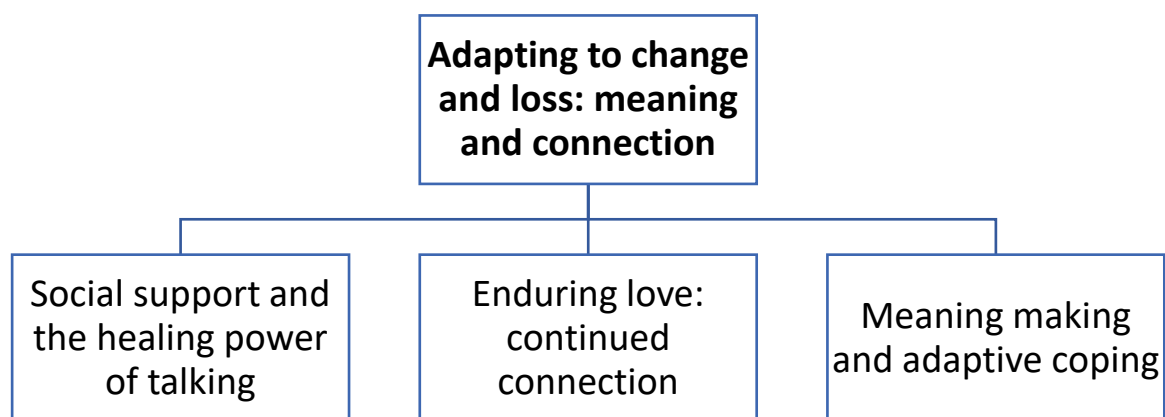 Adapting to change
and loss: meaning
and connection
Social support and
the healing power
of talking
Enduring love:
continued
connection
Meaning making
and adaptive coping